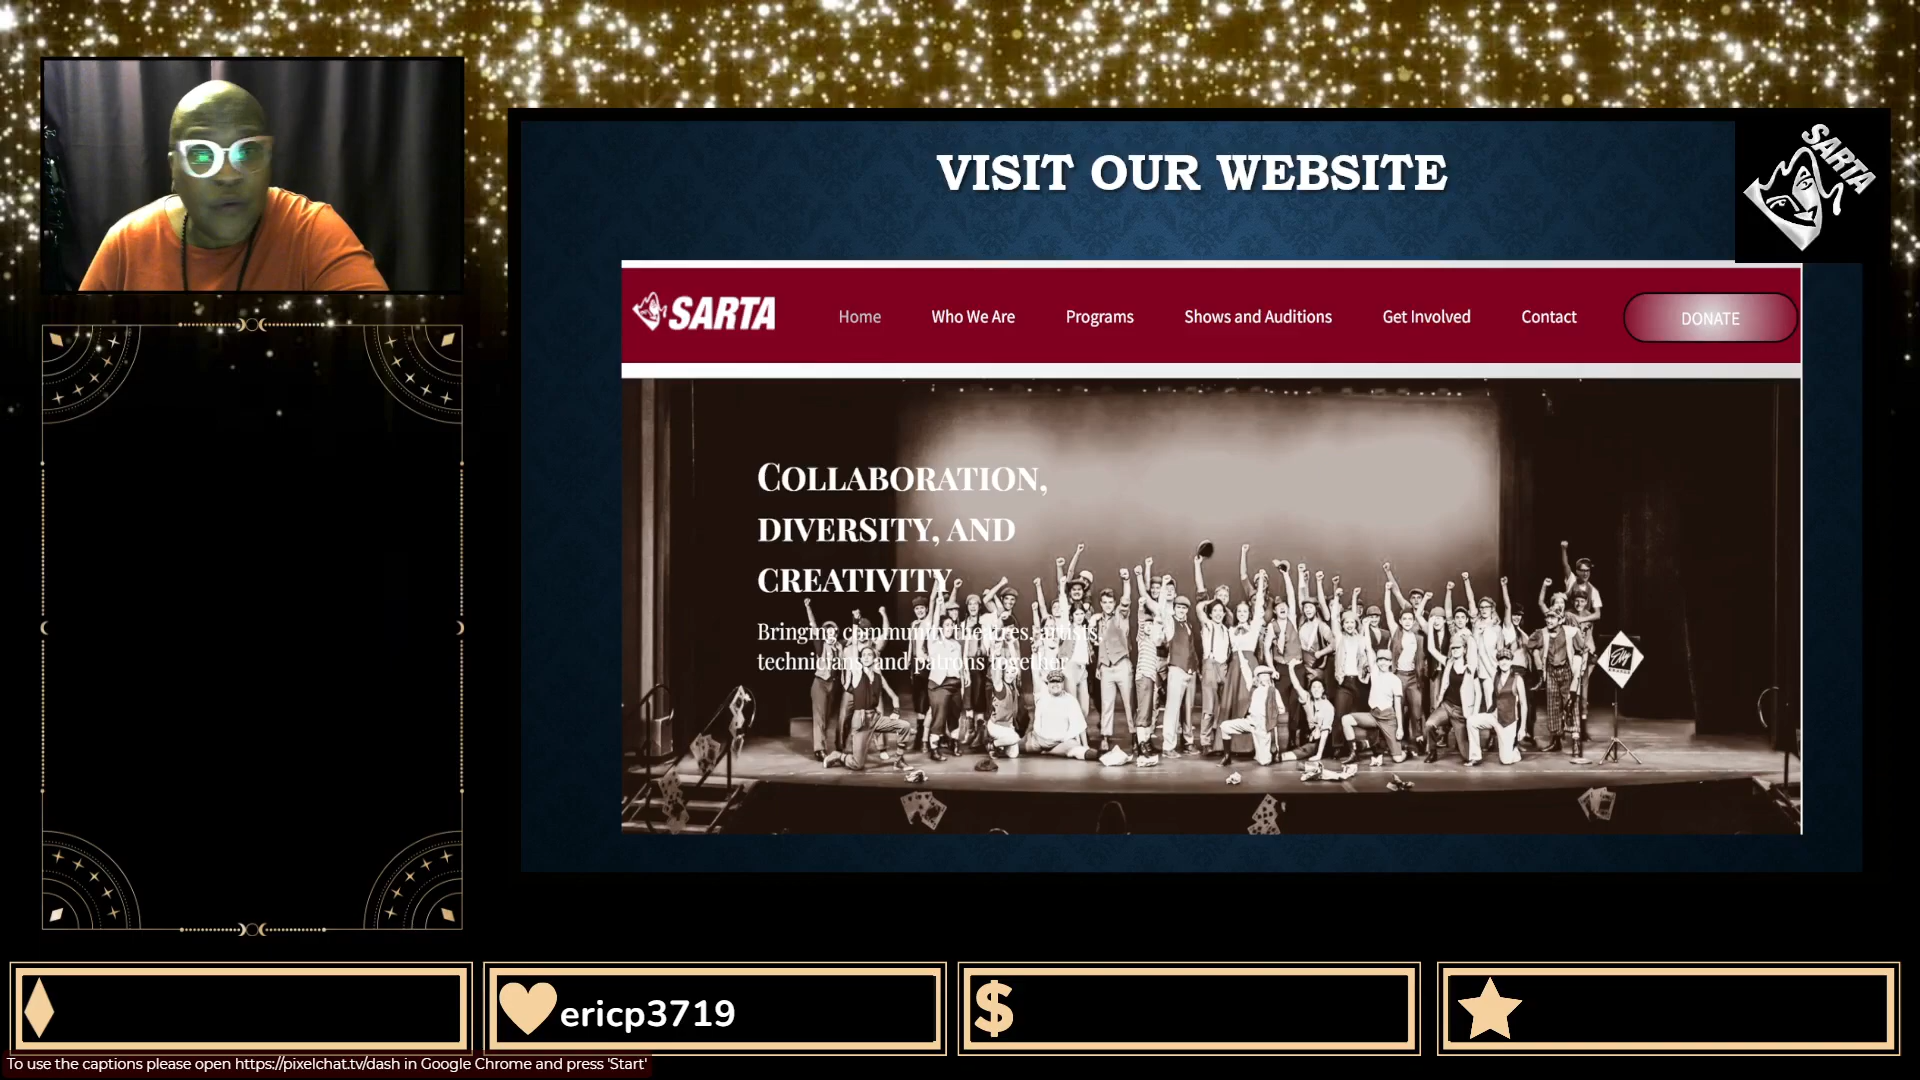 VISIT OUR WEBSITE
SARTA
SARTA
Home
Who We Are
Programs
Shows and Auditions
Get Involved
Contact
DONATE
COLLABORATION,
DIVERSITY, AND
CREATIVITY
Bringing community theatres, artists,
technicians, and patrons together
Elly
ericp3719
$
To use the captions please open https://pixelchat.tv/dash in Google Chrome and press 'Start'